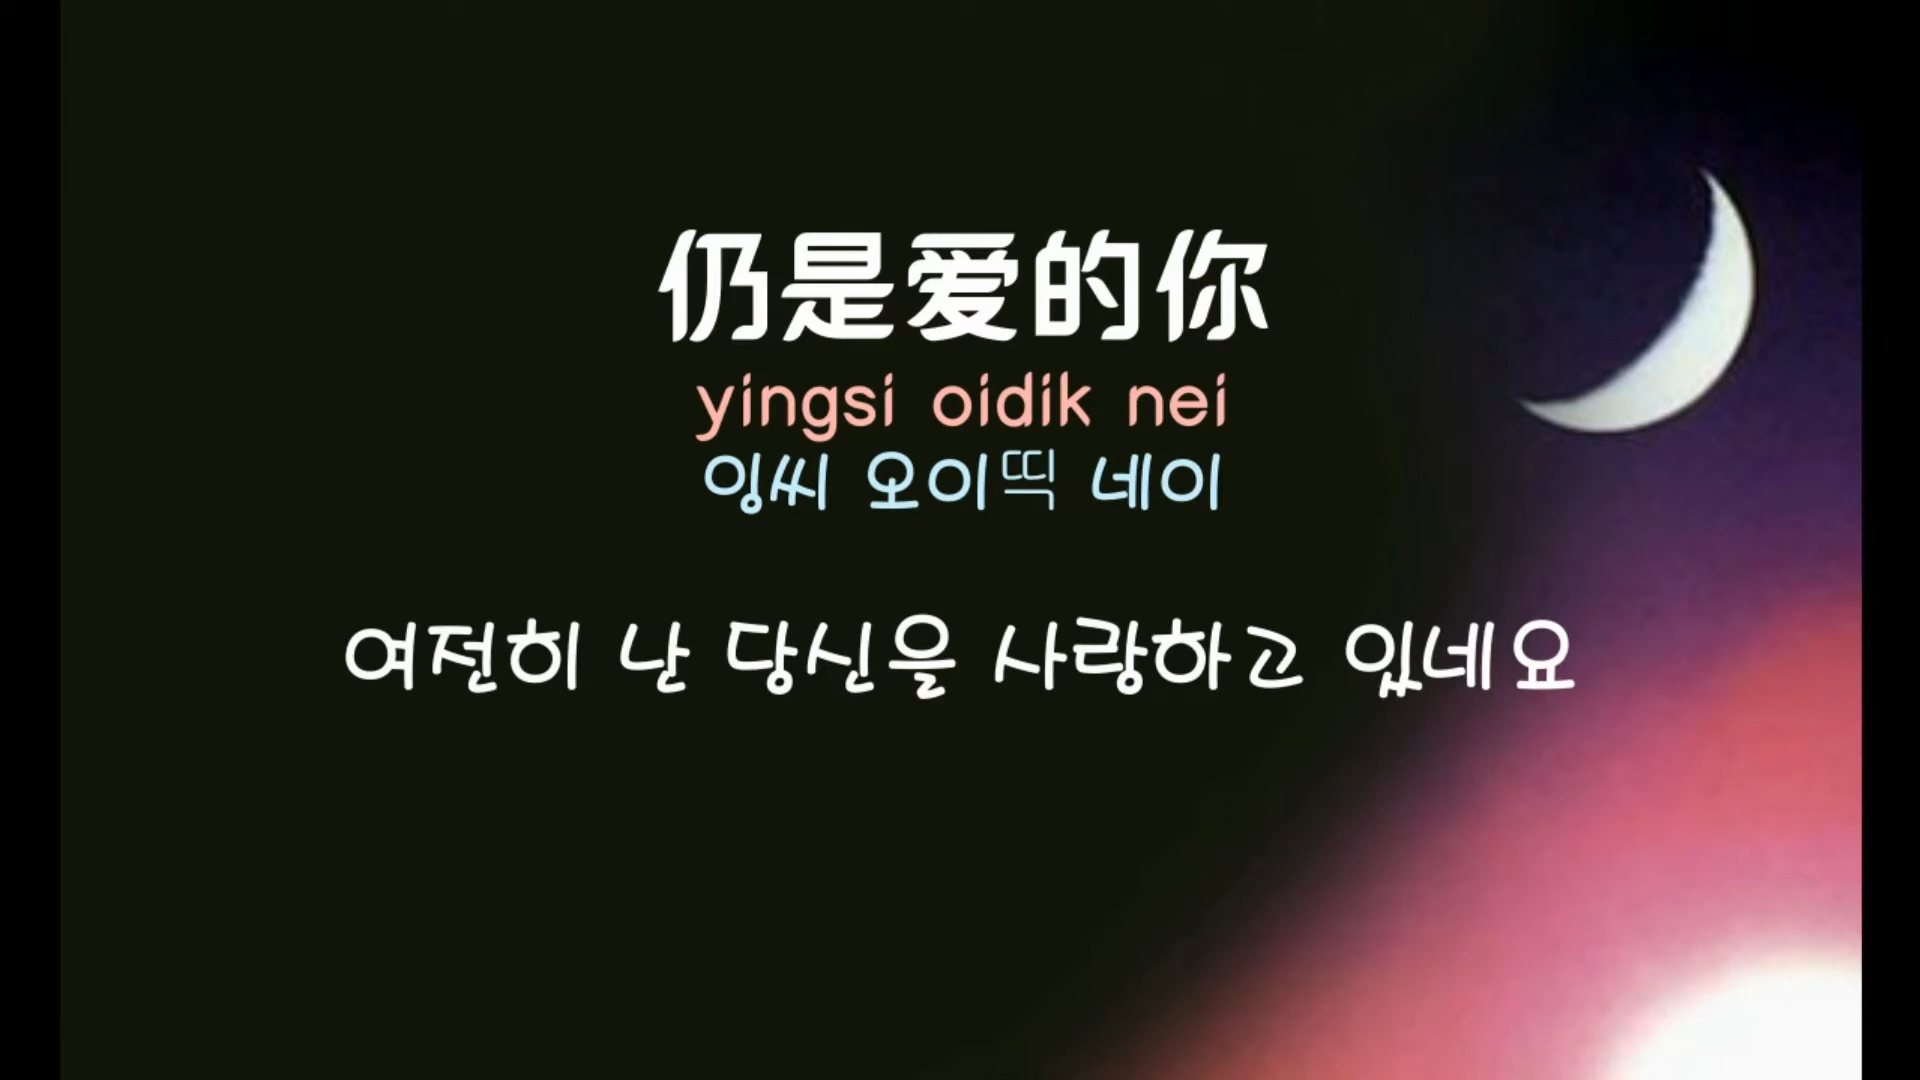 仍是爱的你
yingsi oidik nei
잉씨 오이띡 네이
여전히 난 당신을 사랑하고 있네요